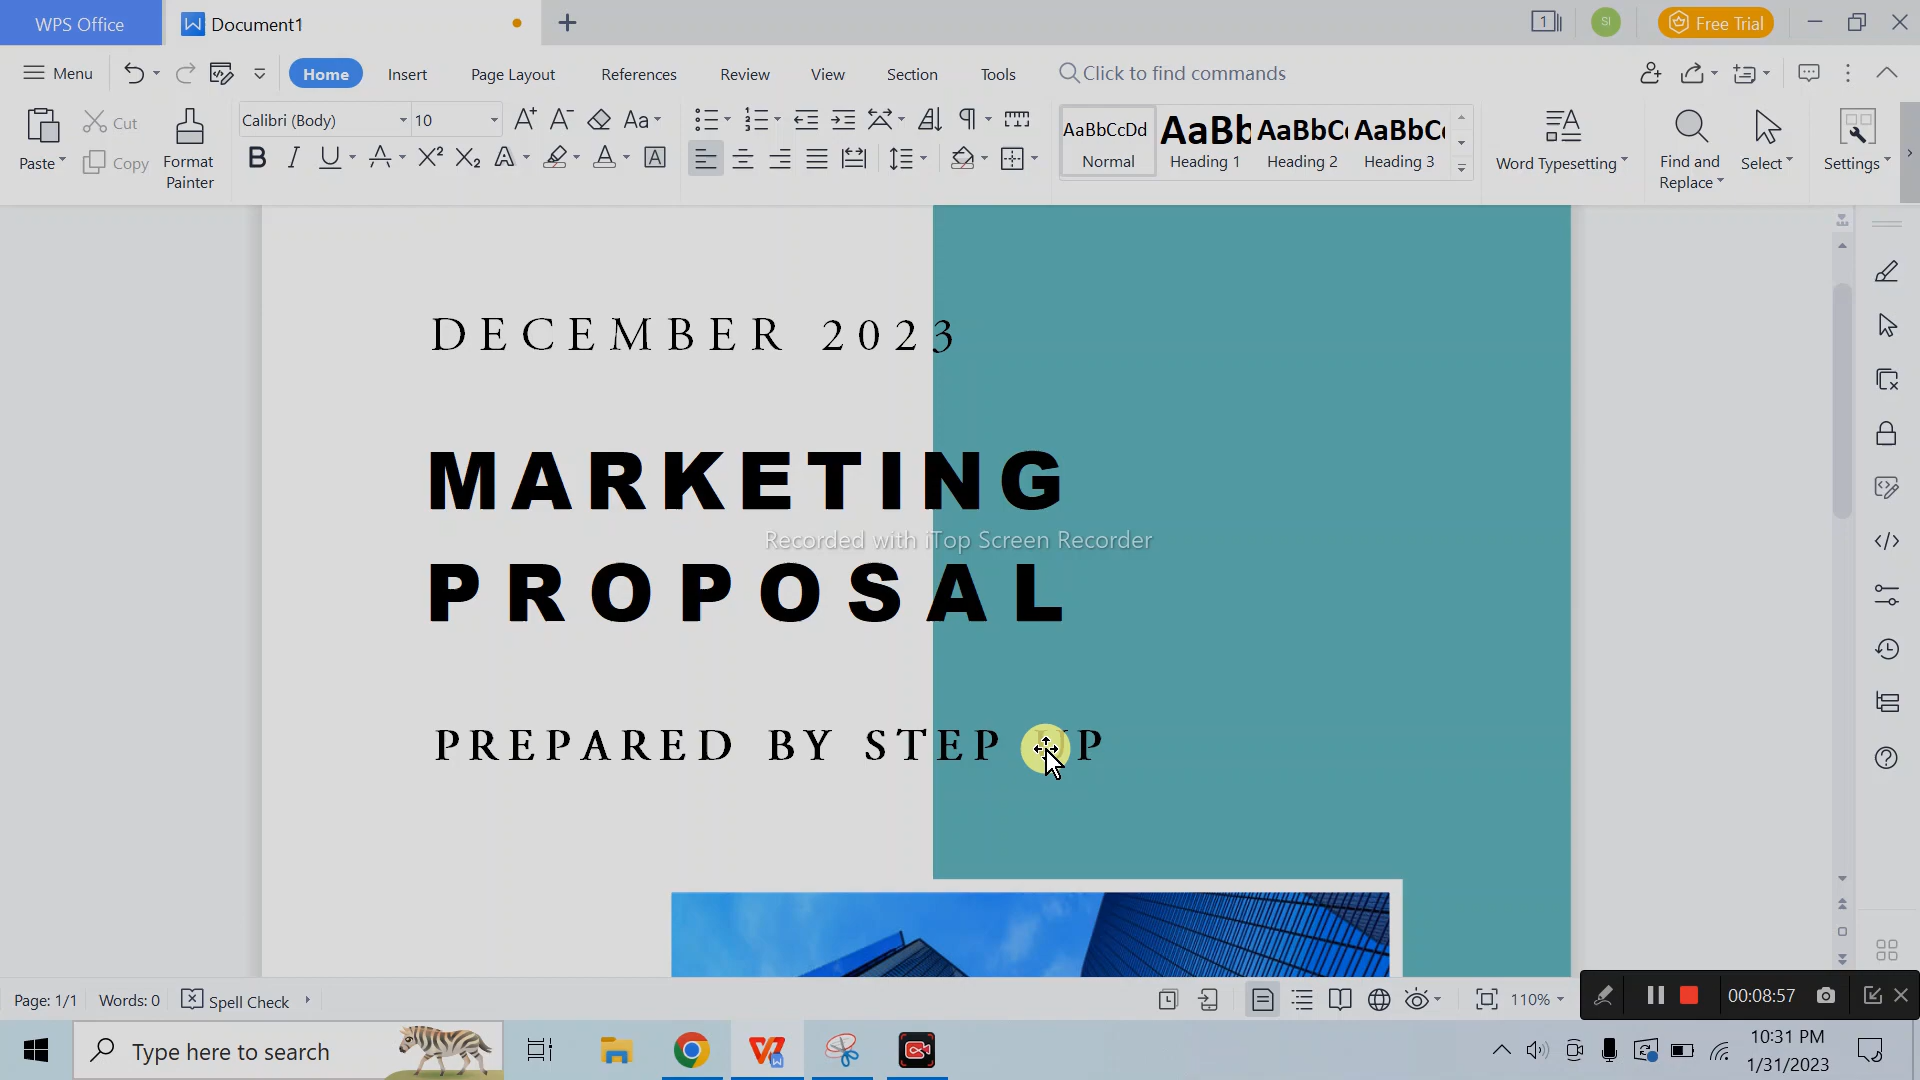 WPS Office
Document1
1
SI
Free Trial
Menu
Home
Insert
Page Layout
References
Review
View
Section
Tools
Click to find commands
Paste
Cut
Copy
Format
Painter
Calibri (Body)
10
AaBbCcDd
Normal
AaBb
Heading 1
AaBbC
Heading 2
AaBbC
Heading 3
Word Typesetting
Find and
Replace
Select
Settings
DECEMBER 2023
MARKETING
Recorded with iTop Screen Recorder
PROPOSAL
PREPARED BY STEP UP
Page: 1/1
Words: 0
Spell Check
110%
00:08:57
Type here to search
10:31 PM
1/31/2023